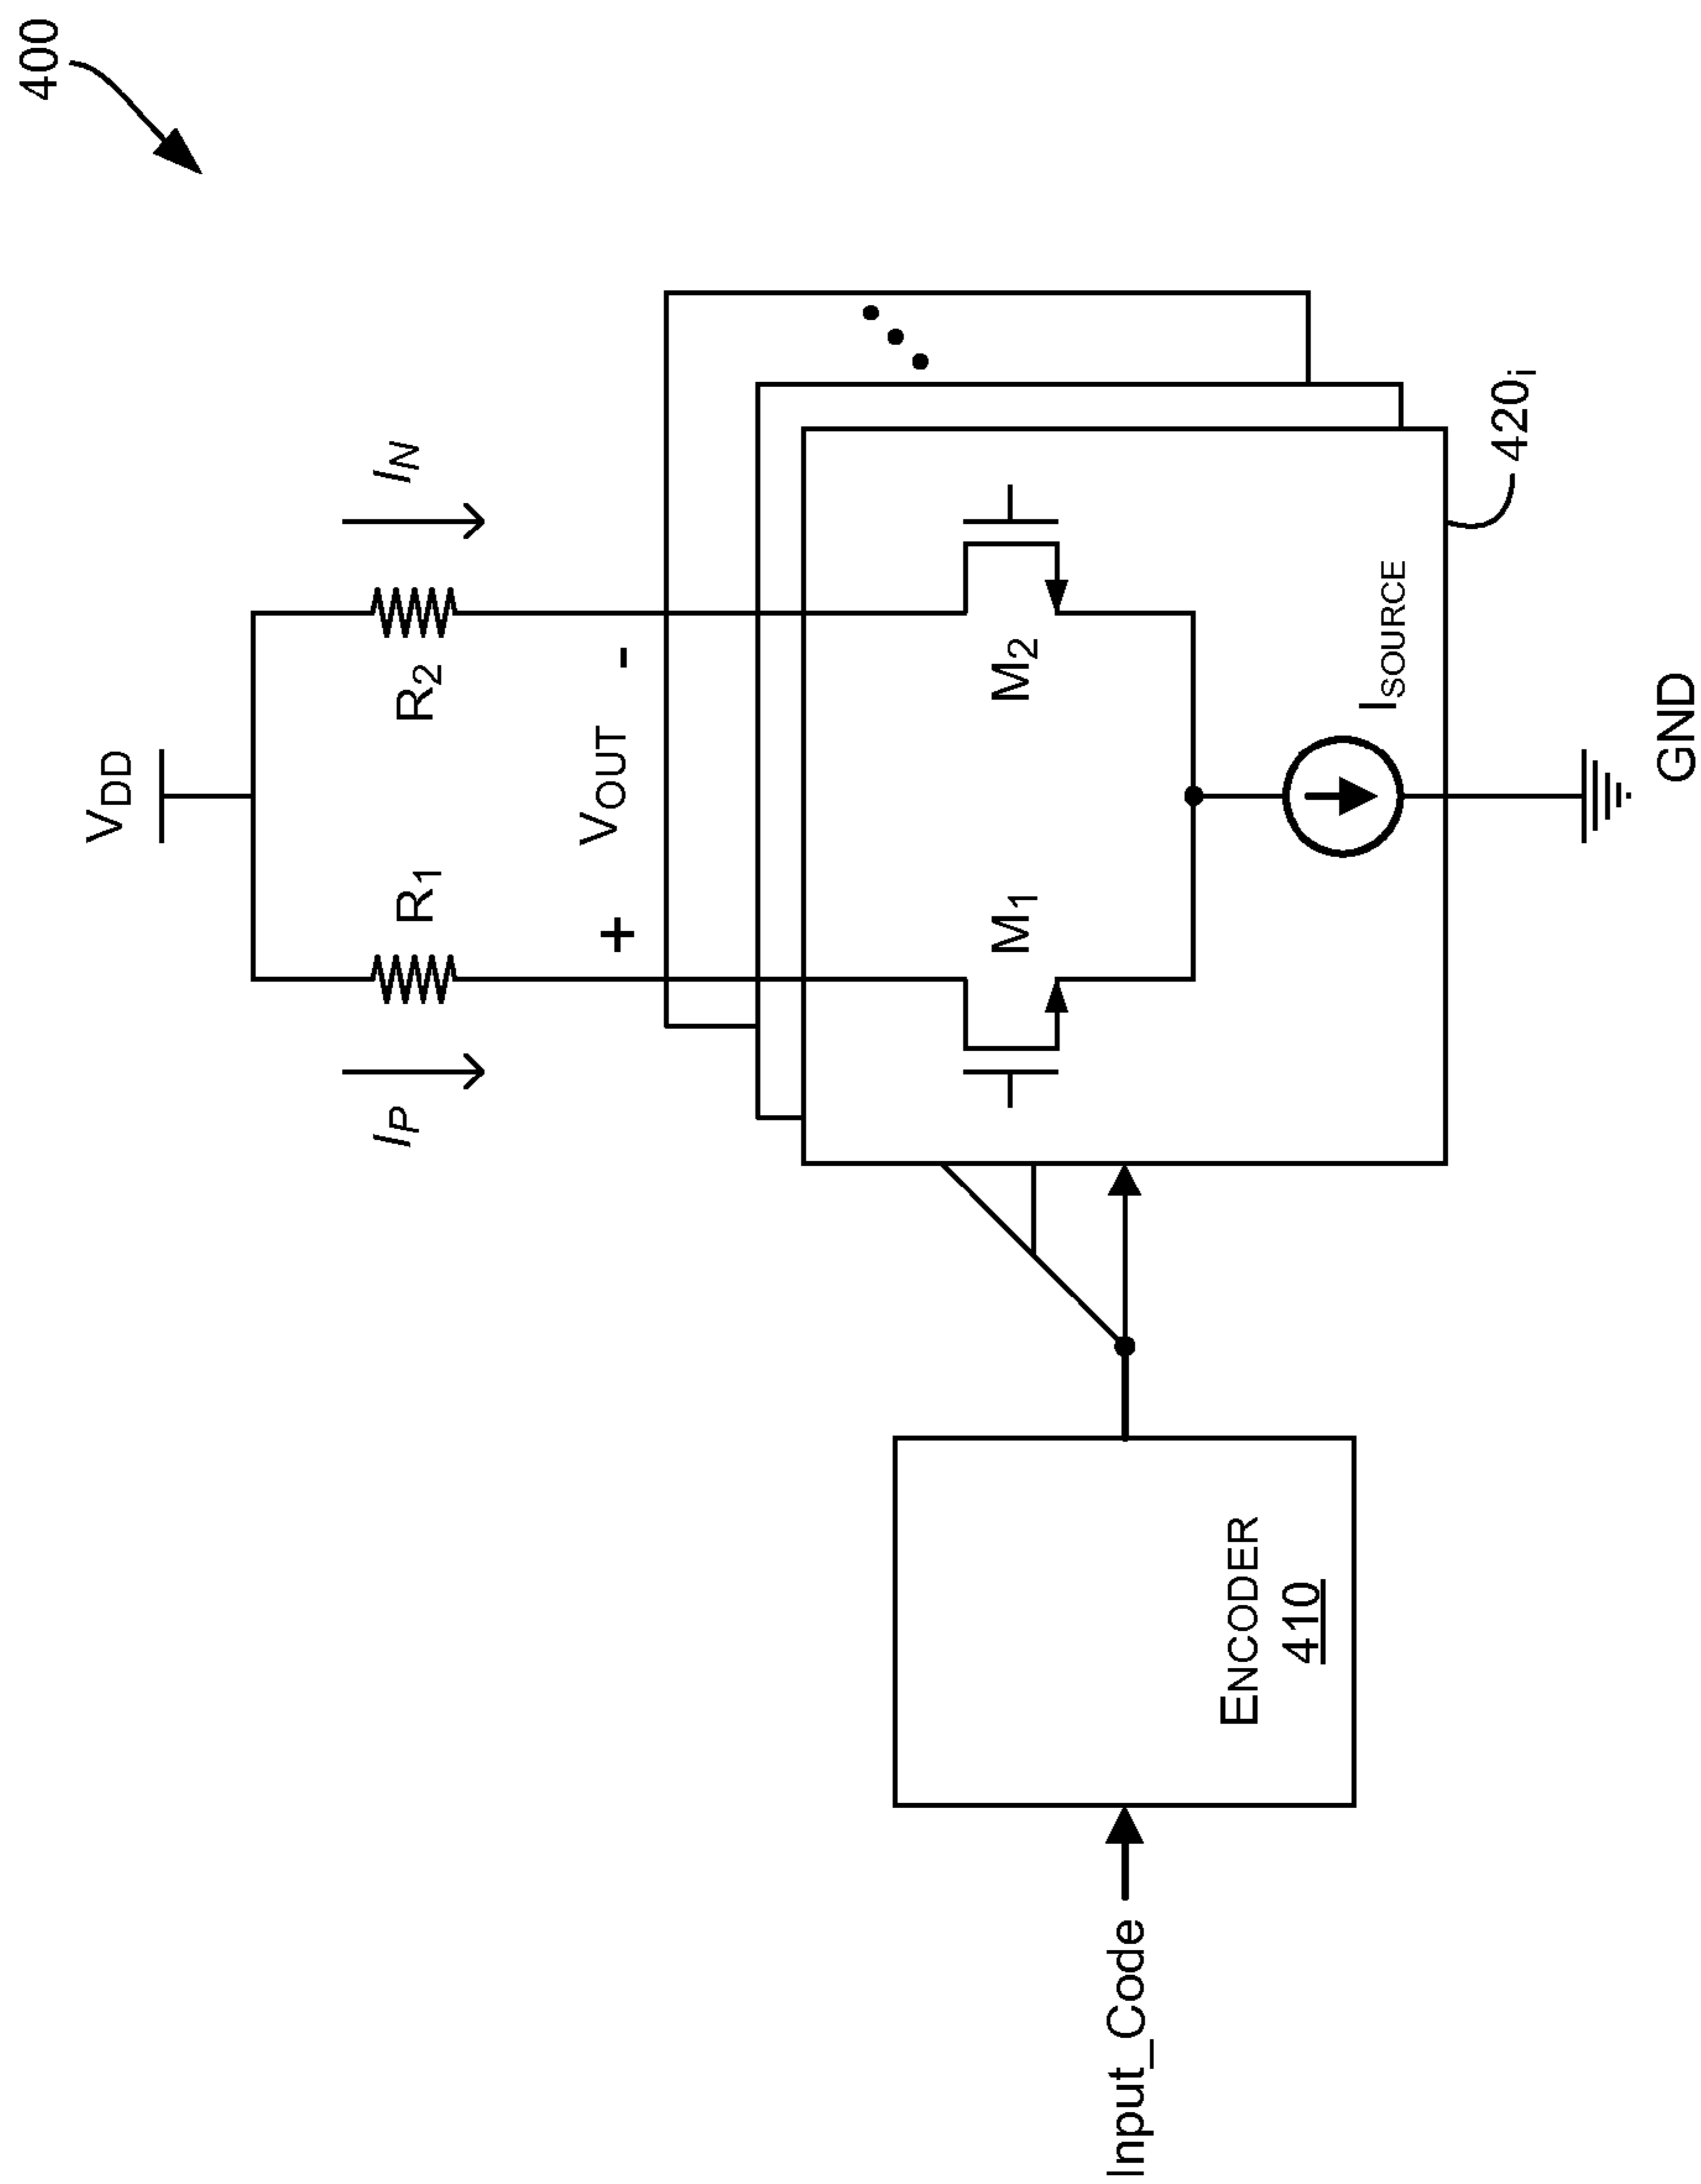 400
VDD
R1
R2
IP
IN
+ VOUT -
M1
M2
ISOURCE
420i
GND
Input_Code
ENCODER
410